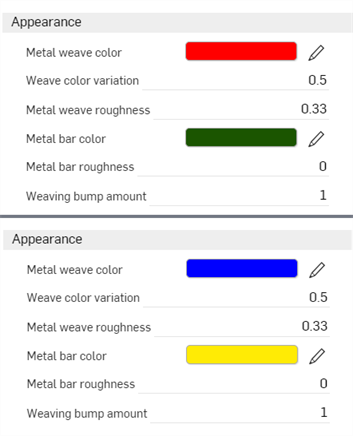 Appearance
Metal weave color
Weave color variation 0.5
Metal weave roughness 0.33
Metal bar color
Metal bar roughness 0
Weaving bump amount 1
Appearance
Metal weave color
Weave color variation 0.5
Metal weave roughness 0.33
Metal bar color
Metal bar roughness 0
Weaving bump amount 1